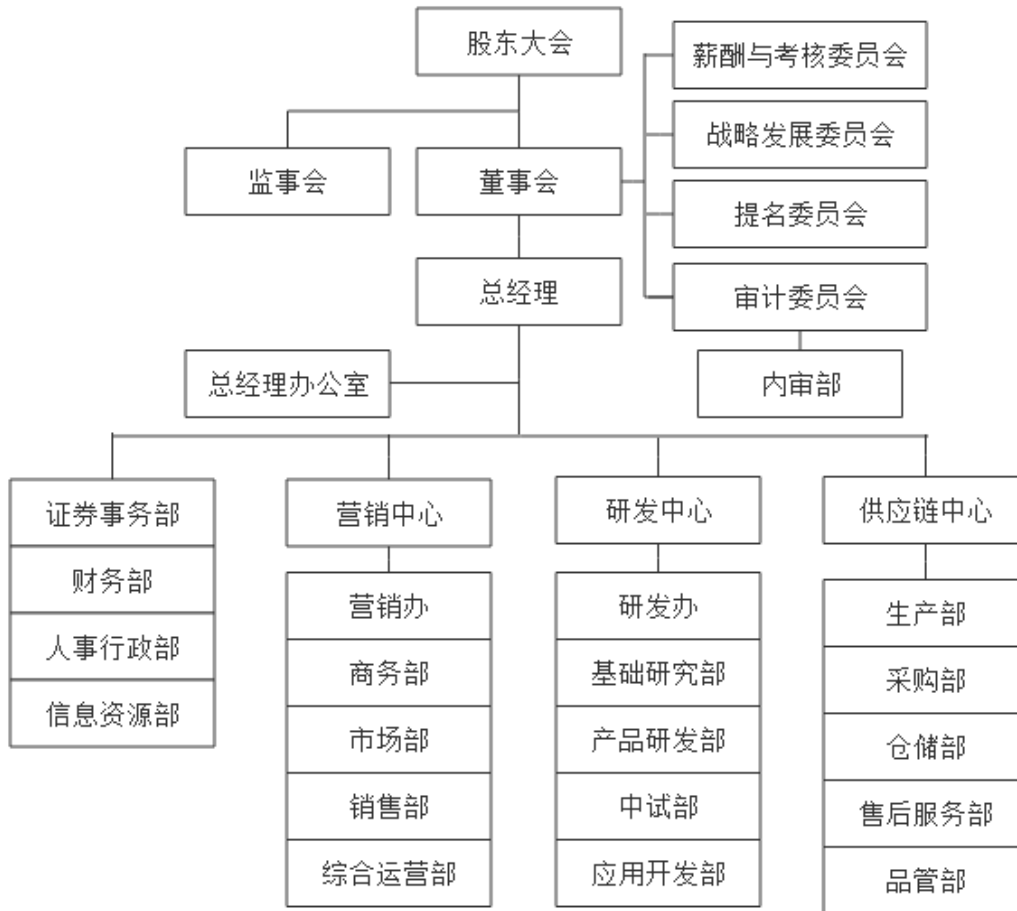 股东大会
薪酬与考核委员会
战略发展委员会
监事会
董事会
提名委员会
总经理
审计委员会
总经理办公室
内审部
证券事务部
财务部
人事行政部
信息资源部
营销中心
营销办
商务部
市场部
销售部
综合运营部
研发中心
研发办
基础研究部
产品研发部
中试部
应用开发部
供应链中心
生产部
采购部
仓储部
售后服务部
品管部